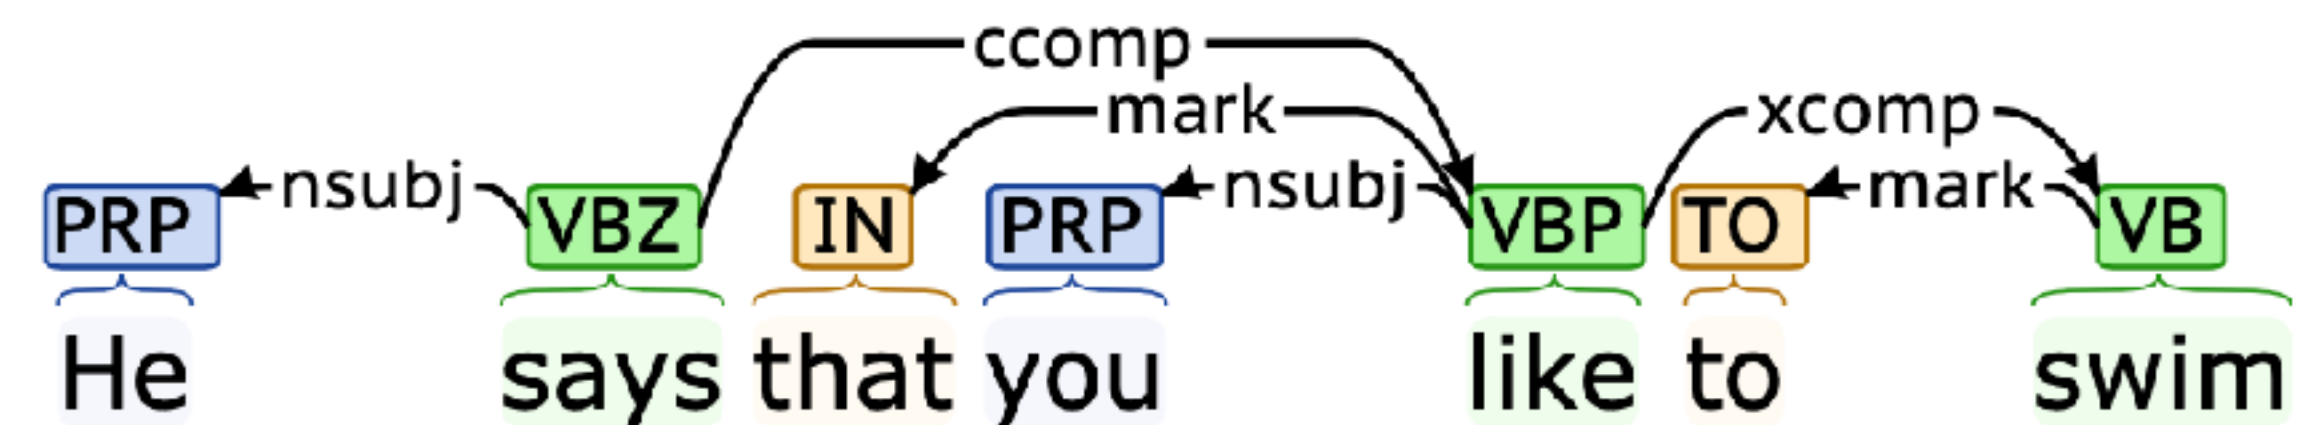 ccomp
mark xcomp
nsubj nsubj mark
PRP VBZ IN PRP VBP TO VB
He says that you like to swim